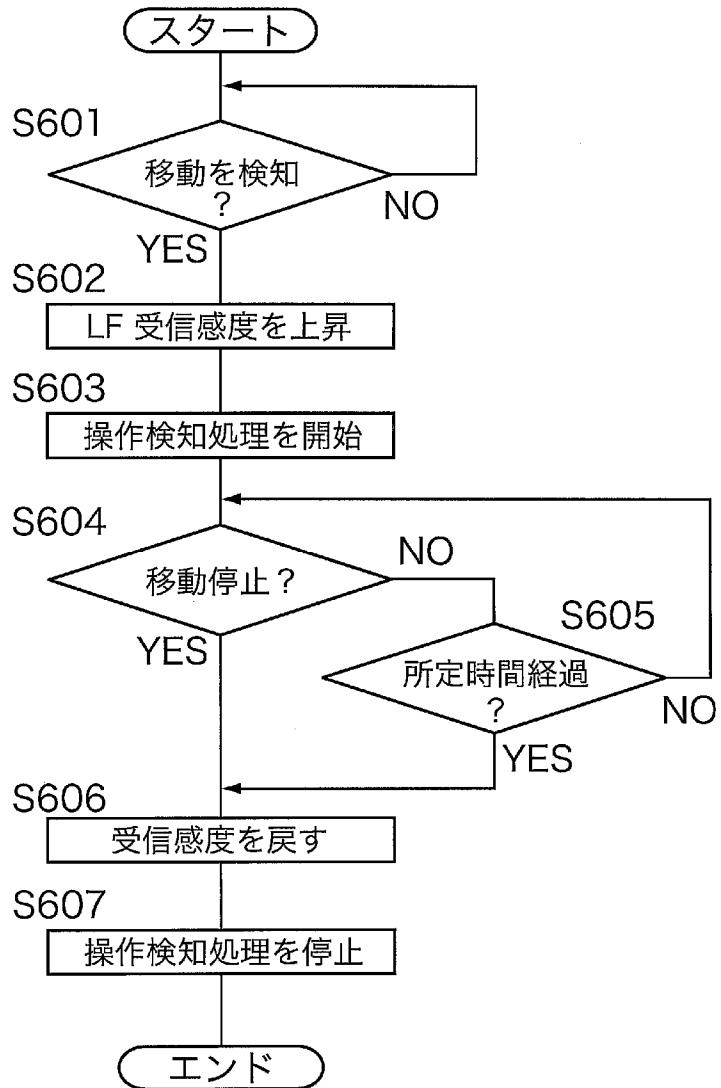 スタート
S601
移動を検知
?
NO
YES
S602
LF 受信感度を上昇
S603
操作検知処理を開始
S604
移動停止?
NO
YES
S605
所定時間経過
?
NO
YES
S606
受信感度を戻す
S607
操作検知処理を停止
エンド